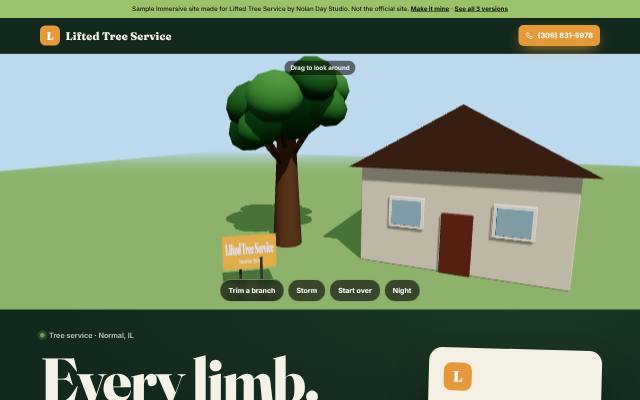 Sample Immersive site made for Lifted Tree Service by Nolan Day Studio. Not the official site. Make it mine · See all 3 versions
L Lifted Tree Service
(309) 831-5978
Drag to look around
Lifted Tree Service
Trim a branch
Storm
Start over
Night
Tree service · Normal, IL
Every limb.
L